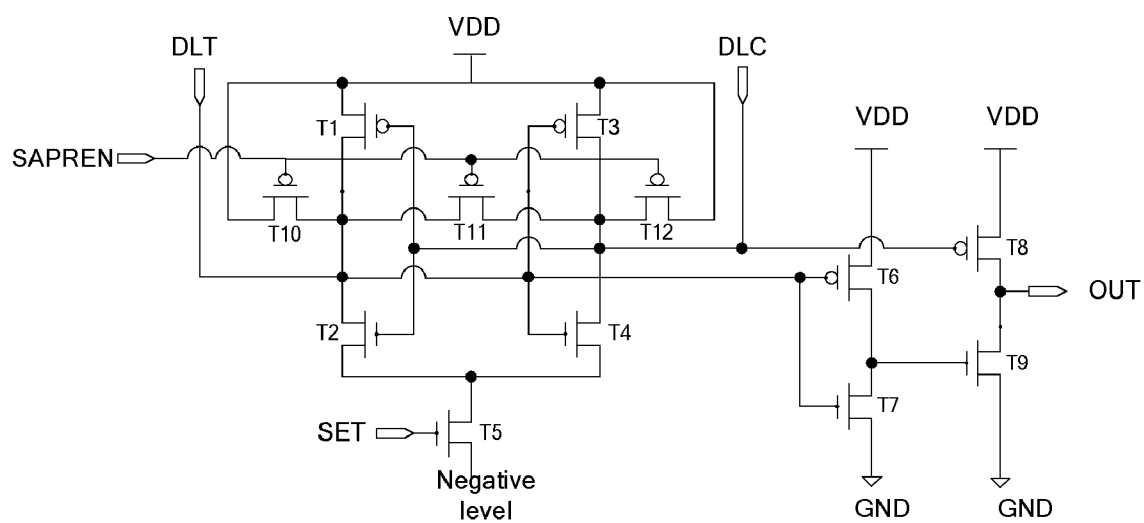 VDD
DLT
DLC
T1
T3
VDD
VDD
SAPREN
T10
T11
T12
T6
T8
OUT
T2
T4
T9
T7
SET
T5
Negative
level
GND
GND